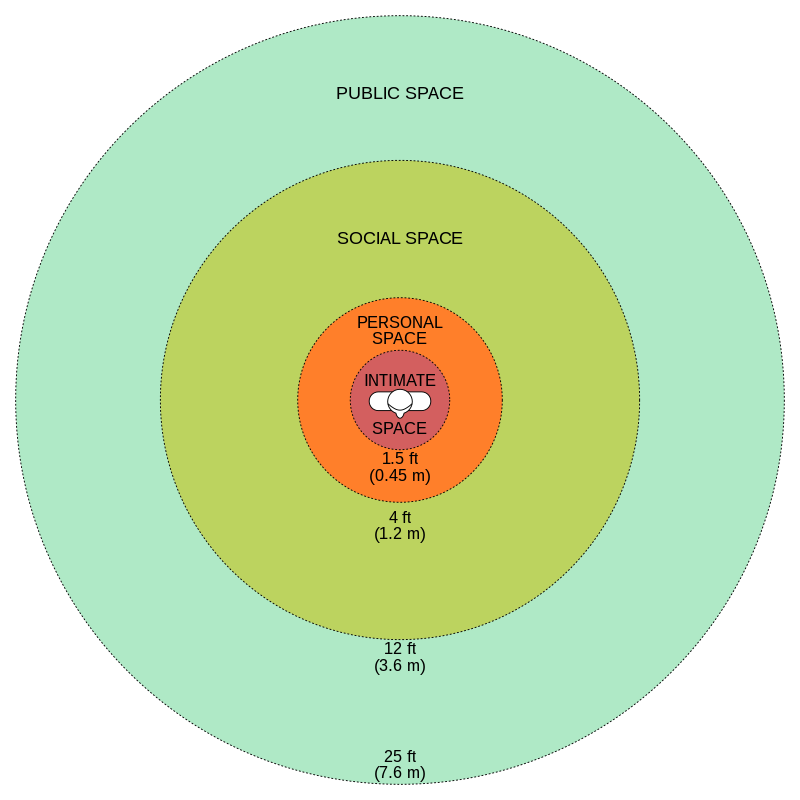 PUBLIC SPACE
SOCIAL SPACE
PERSONAL
SPACE
INTIMATE
SPACE
1.5 ft
(0.45 m)
4 ft
(1.2 m)
12 ft
(3.6 m)
25 ft
(7.6 m)